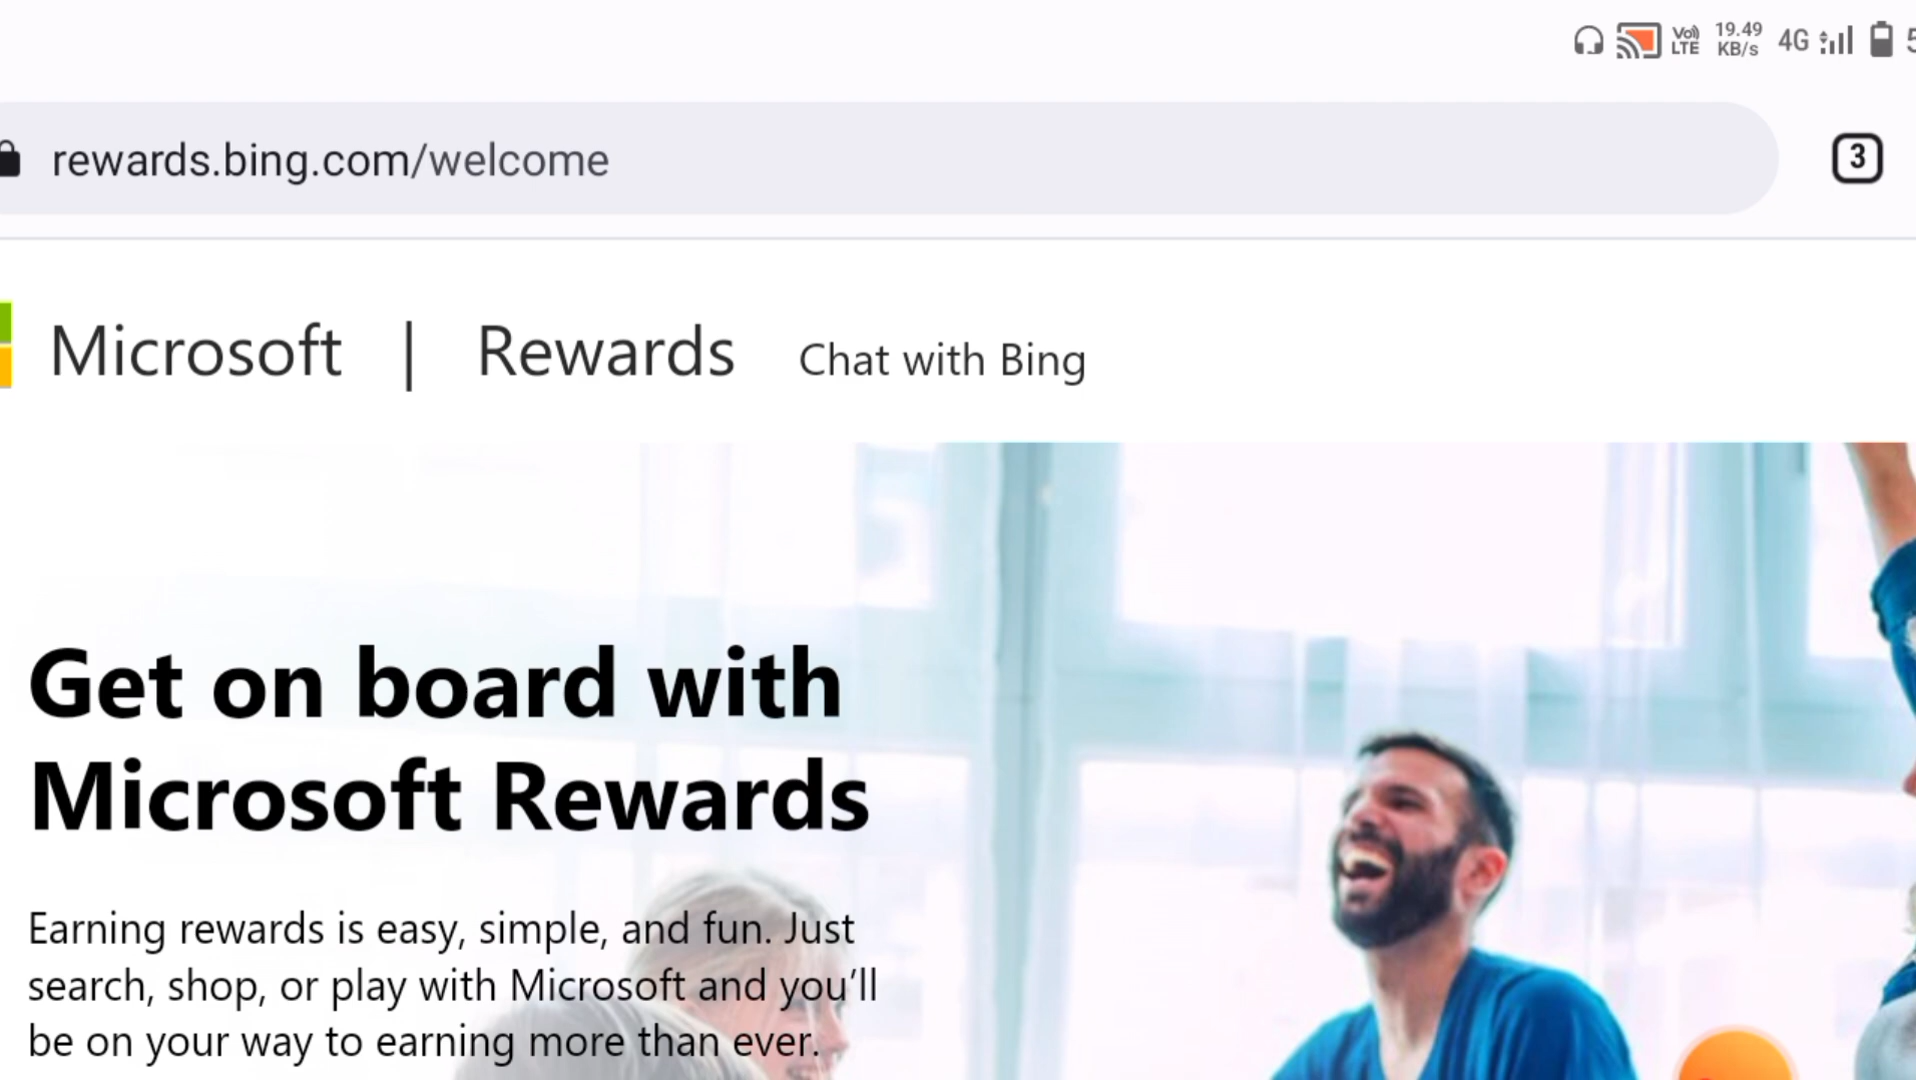 Vo)) 19.49 4G
LTE KB/s
rewards.bing.com/welcome 3
Microsoft | Rewards Chat with Bing
Get on board with
Microsoft Rewards
Earning rewards is easy, simple, and fun. Just
search, shop, or play with Microsoft and you’ll
be on your way to earning more than ever.